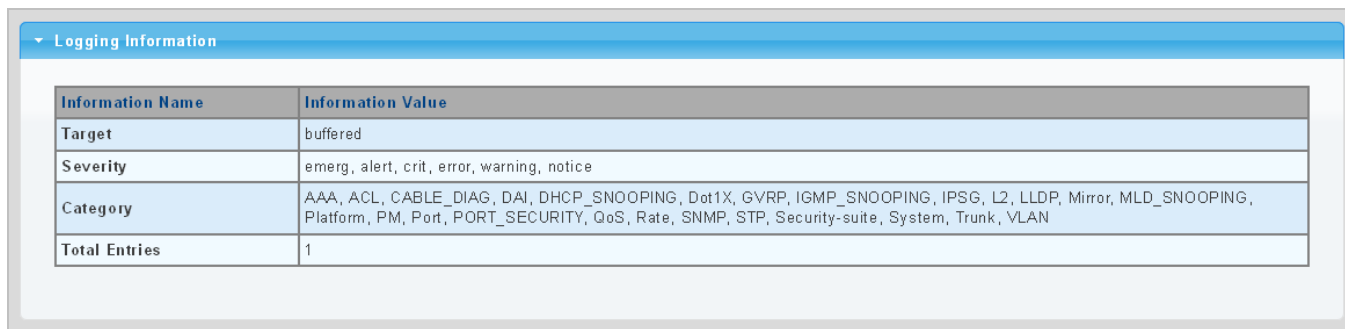 Logging Information
Information Name Information Value
Target buffered
Severity emerg, alert, crit, error, warning, notice
Category AAA, ACL, CABLE_DIAG, DAI, DHCP_SNOOPING, Dot1X, GVRP, IGMP_SNOOPING, IPSG, L2, LLDP, Mirror, MLD_SNOOPING,
Platform, PM, Port, PORT_SECURITY, QoS, Rate, SNMP, STP, Security-suite, System, Trunk, VLAN
Total Entries 1